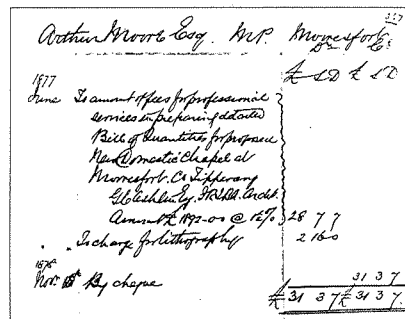 Arthur Moore Esq. M.P. Mooresfort
Dr Cr
£ S D £ S D
1877
June To amount of fees for professional
services in preparing detailed
Bill of Quantities for proposed
New Domestic Chapel at
Mooresfort. Co Tipperary
G.C. Ashlin Esq. F.R.I.B.A. Archt.
Amount £ 1892-0-0 @ 1½% 28 7 7
" " To charge for lithography 2 16 0
1878
Novr By cheque 31 3 7
£ 31 3 7 £ 31 3 7